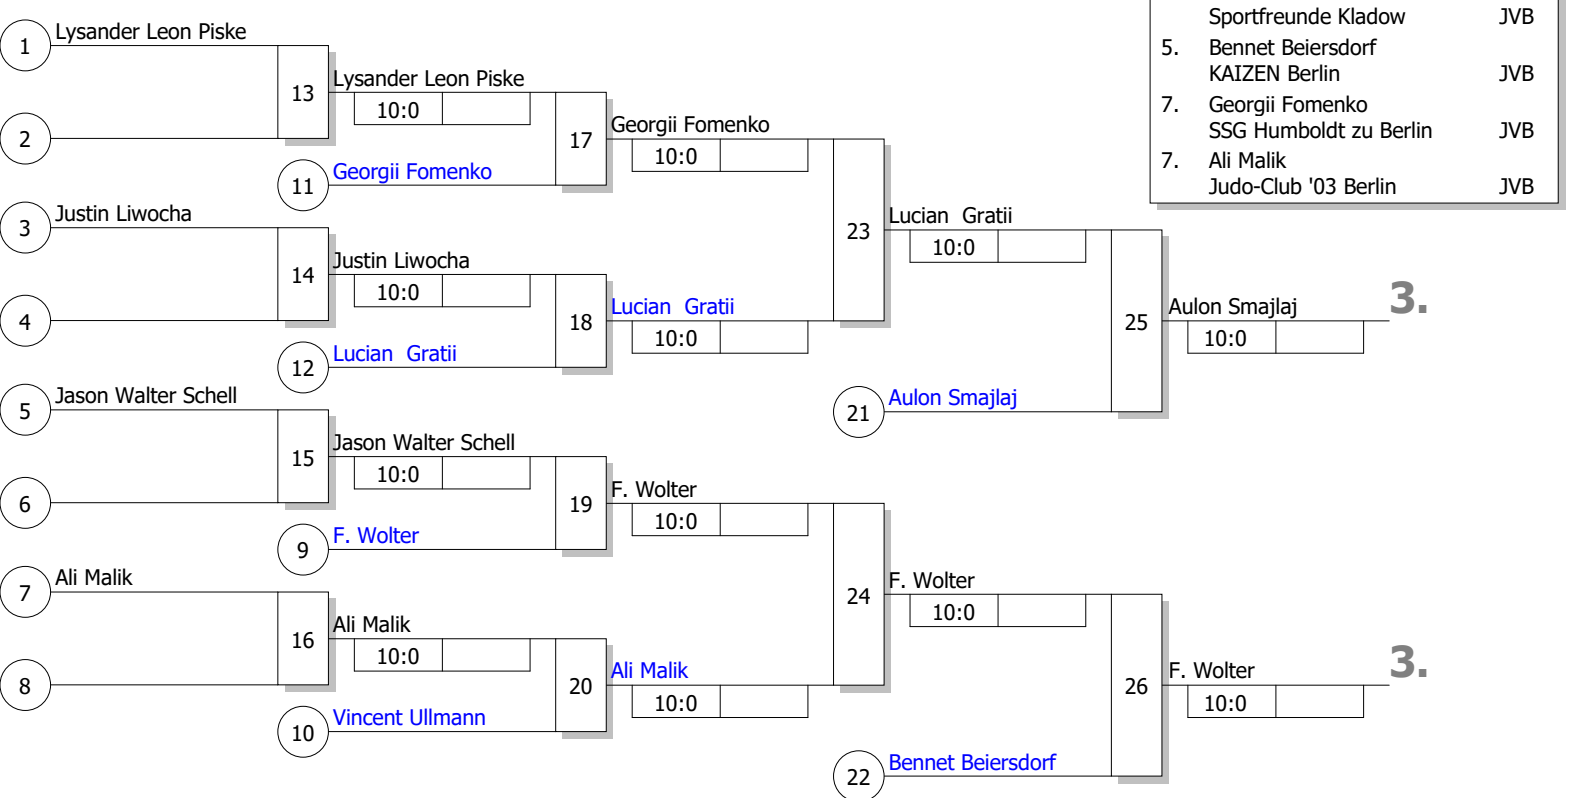 Sportfreunde Kladow JVB
5. Bennet Beiersdorf
KAIZEN Berlin JVB
7. Georgii Fomenko
SSG Humboldt zu Berlin JVB
7. Ali Malik
Judo-Club '03 Berlin JVB
1 Lysander Leon Piske
13 Lysander Leon Piske
10:0
2
17 Georgii Fomenko
10:0
11 Georgii Fomenko
3 Justin Liwocha
23 Lucian Gratii
10:0
14 Justin Liwocha
10:0
4
18 Lucian Gratii
10:0
12 Lucian Gratii
25 Aulon Smajlaj 3.
10:0
5 Jason Walter Schell
21 Aulon Smajlaj
15 Jason Walter Schell
10:0
6
19 F. Wolter
10:0
9 F. Wolter
7 Ali Malik
24 F. Wolter
10:0
16 Ali Malik
10:0
8
20 Ali Malik
10:0
10 Vincent Ullmann
26 F. Wolter 3.
10:0
22 Bennet Beiersdorf